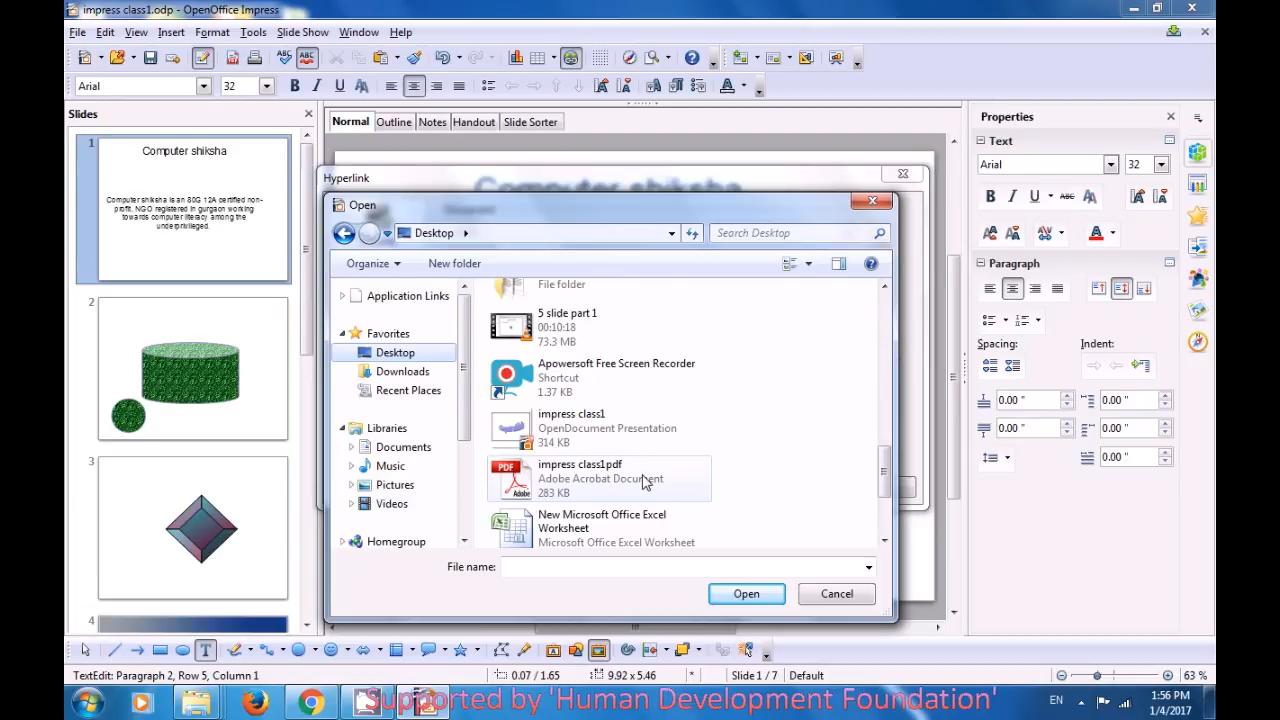 impress class1.odp - OpenOffice Impress
File Edit View Insert Format Tools Slide Show Window Help
Arial 32
Slides
Normal Outline Notes Handout Slide Sorter
Properties
1
Computer shiksha
Computer shiksha is an 80G 12A certified non-
profit, NGO registered in gurgaon working
towards computer literacy among the
underprivileged.
2
3
4
Computer shiksha
Hyperlink
Open
Desktop
Search Desktop
Organize New folder
Application Links
Favorites
Desktop
Downloads
Recent Places
Libraries
Documents
Music
Pictures
Videos
Homegroup
File folder
5 slide part 1
00:10:18
73.3 MB
Apowersoft Free Screen Recorder
Shortcut
1.37 KB
impress class1
OpenDocument Presentation
314 KB
PDF
Adobe
impress class1pdf
Adobe Acrobat Document
283 KB
New Microsoft Office Excel
Worksheet
Microsoft Office Excel Worksheet
File name:
Open Cancel
Text
Arial 32
Paragraph
Spacing: Indent:
0.00 " 0.00 "
0.00 " 0.00 "
0.00 "
TextEdit: Paragraph 2, Row 5, Column 1 0.07 / 1.65 9.92 x 5.46 * Slide 1 / 7 Default 63 %
Supported by 'Human Development Foundation'
EN
1:56 PM
1/4/2017